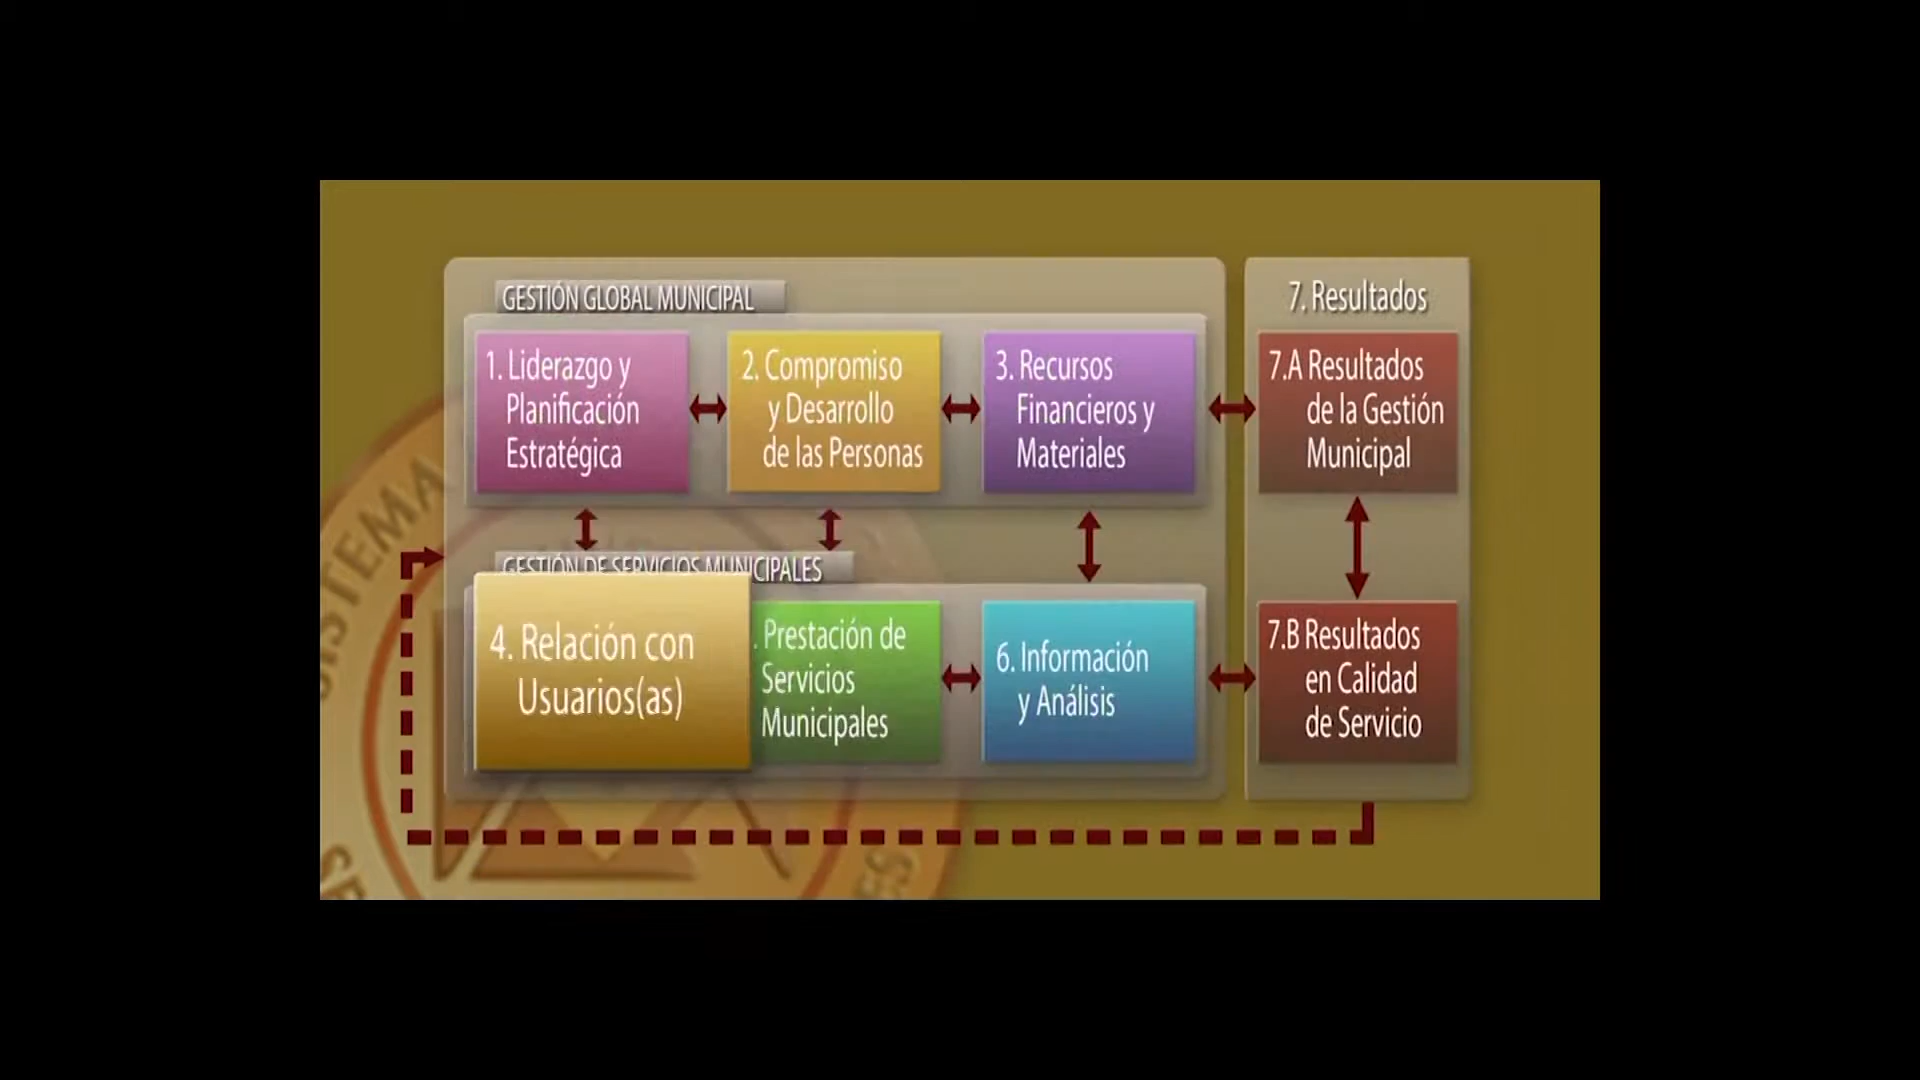 GESTIÓN GLOBAL MUNICIPAL
1. Liderazgo y
Planificación
Estratégica
2. Compromiso
y Desarrollo
de las Personas
3. Recursos
Financieros y
Materiales
7. Resultados
7.A Resultados
de la Gestión
Municipal
GESTIÓN DE SERVICIOS MUNICIPALES
4. Relación con
Usuarios(as)
. Prestación de
Servicios
Municipales
6. Información
y Análisis
7.B Resultados
en Calidad
de Servicio
SISTEMA